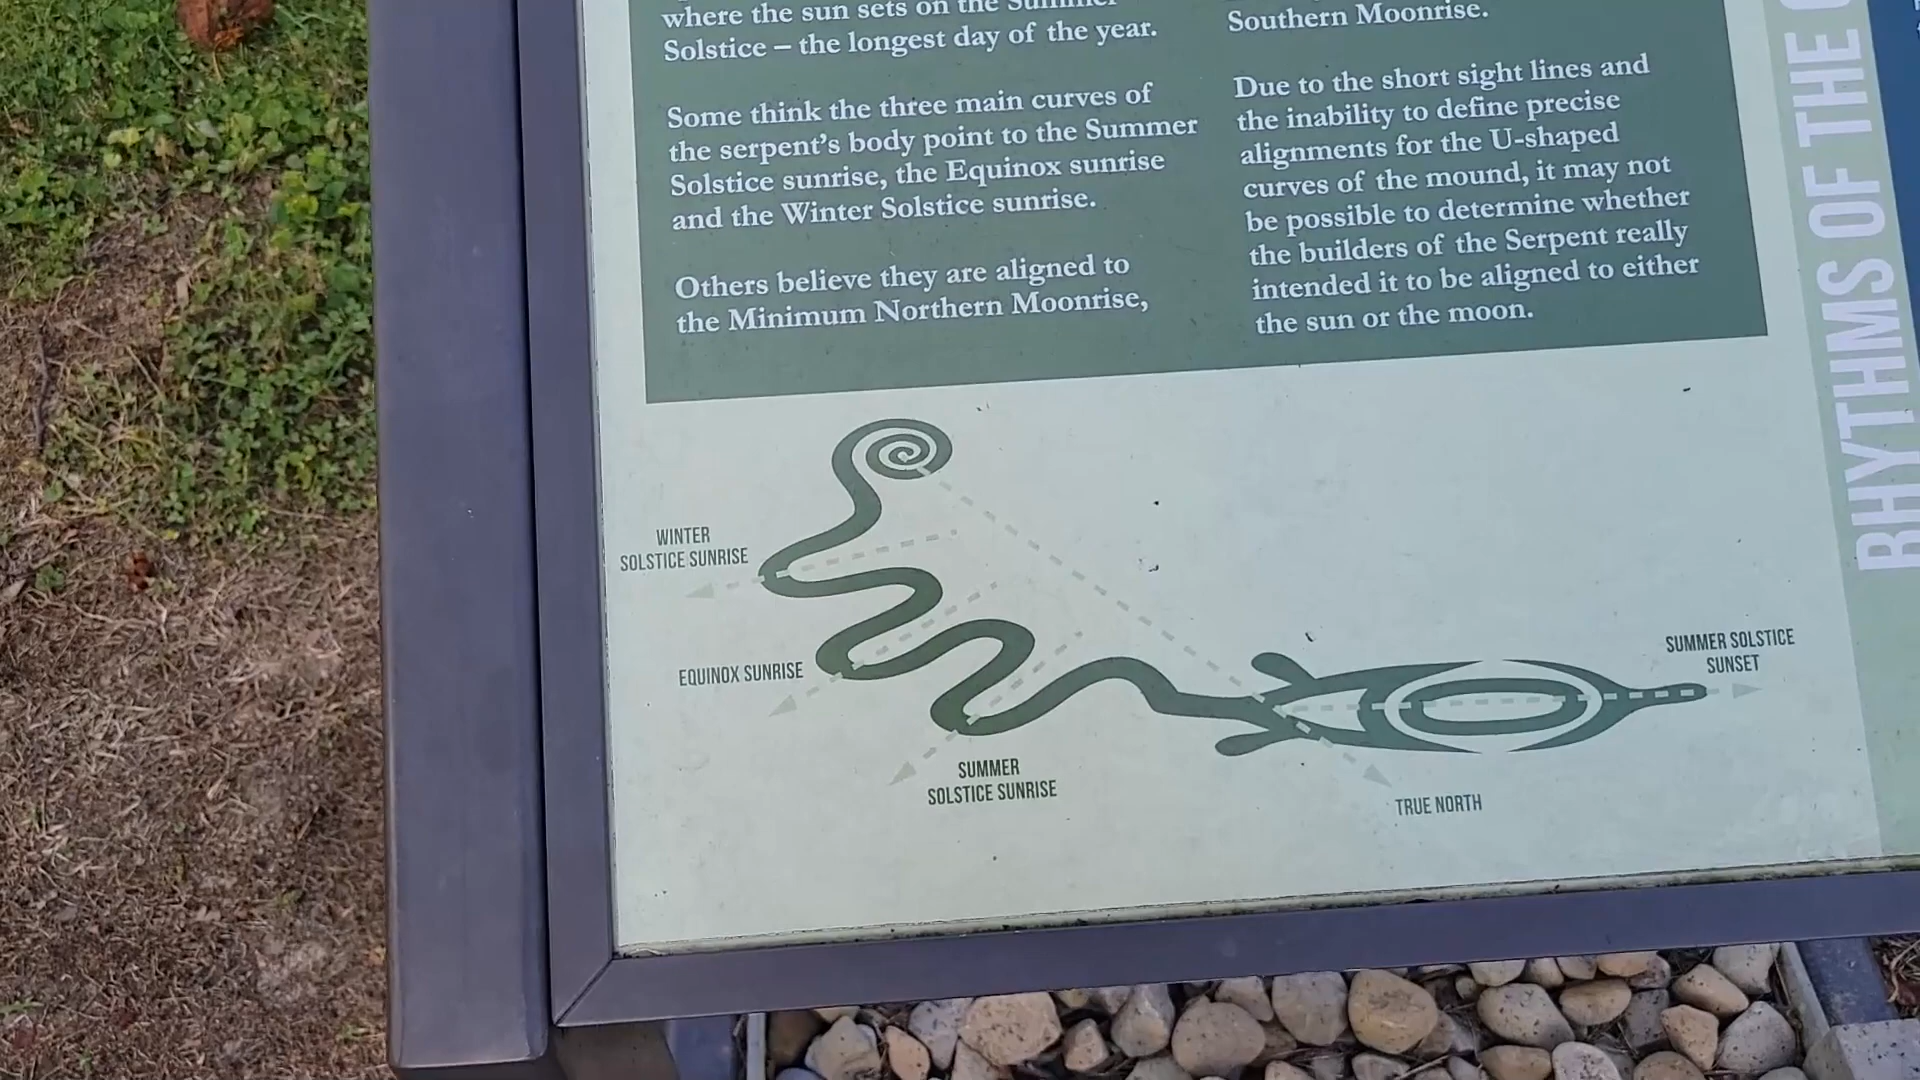 where the sun sets on the Summer
Solstice – the longest day of the year.
Some think the three main curves of
the serpent's body point to the Summer
Solstice sunrise, the Equinox sunrise
and the Winter Solstice sunrise.
Others believe they are aligned to
the Minimum Northern Moonrise,
Southern Moonrise.
Due to the short sight lines and
the inability to define precise
alignments for the U-shaped
curves of the mound, it may not
be possible to determine whether
the builders of the Serpent really
intended it to be aligned to either
the sun or the moon.
RHYTHMS OF THE
WINTER
SOLSTICE SUNRISE
EQUINOX SUNRISE
SUMMER
SOLSTICE SUNRISE
SUMMER SOLSTICE
SUNSET
TRUE NORTH